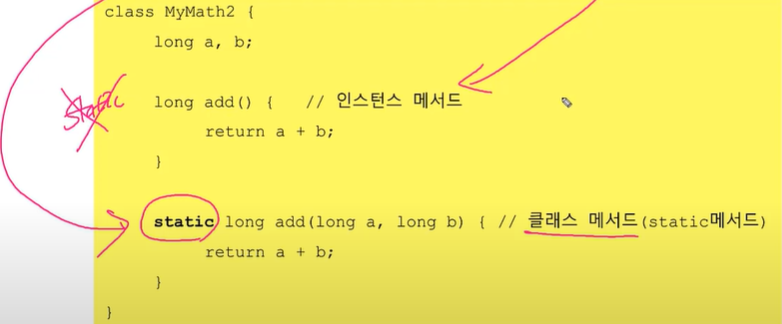 class MyMath2 {
long a, b;
static long add() { // 인스턴스 메서드
return a + b;
}
static long add(long a, long b) { // 클래스 메서드(static메서드)
return a + b;
}
}